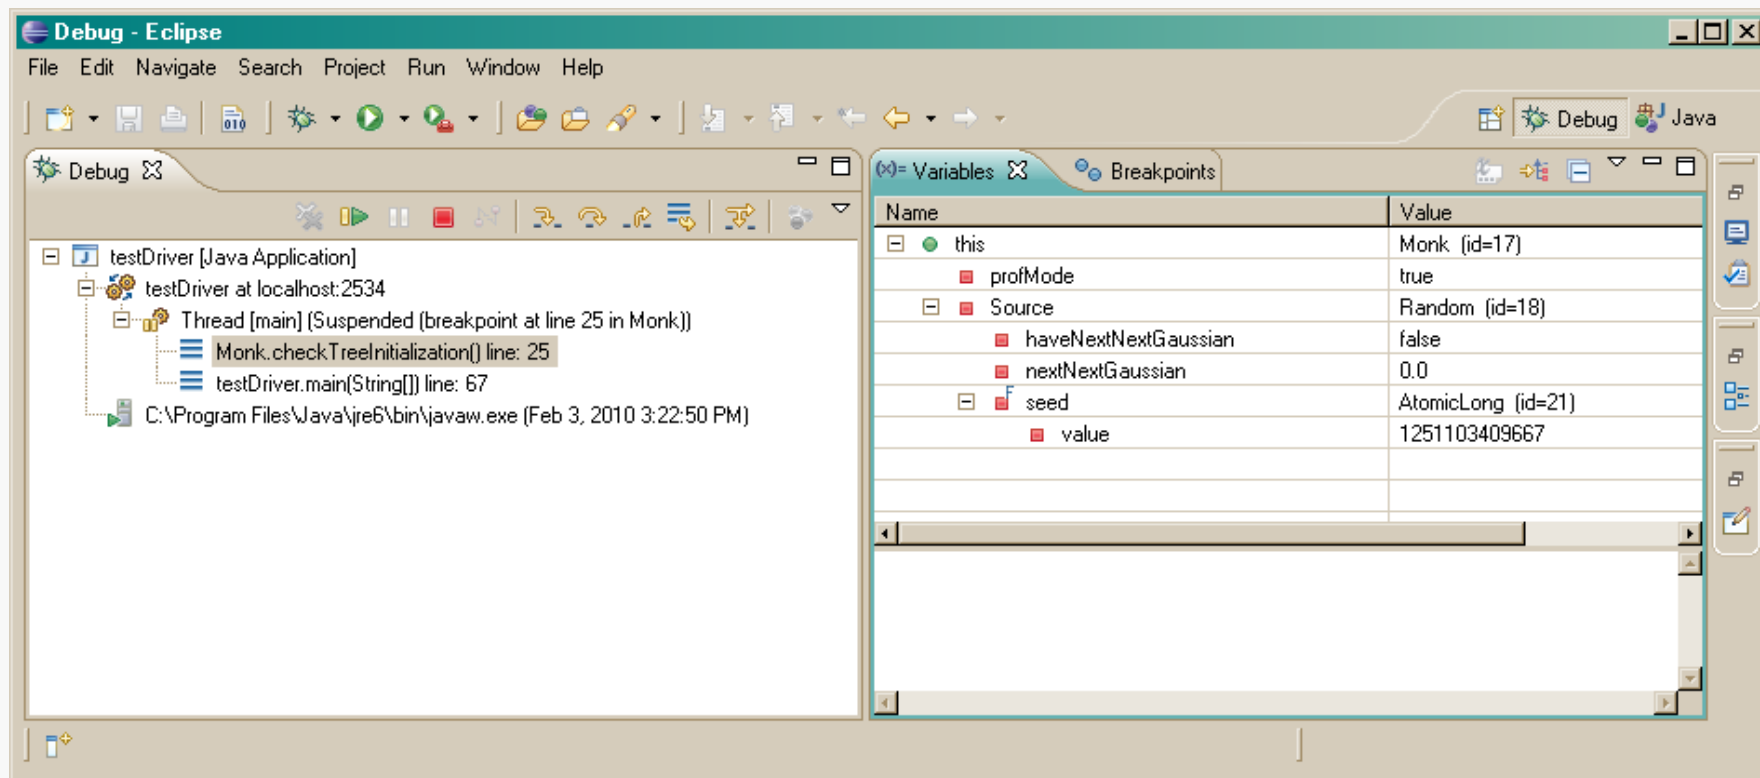 Debug - Eclipse
File Edit Navigate Search Project Run Window Help
010
Debug Java
Debug
testDriver [Java Application]
testDriver at localhost:2534
Thread [main] (Suspended (breakpoint at line 25 in Monk))
Monk.checkTreeInitialization() line: 25
testDriver.main(String[]) line: 67
C:\Program Files\Java\jre6\bin\javaw.exe (Feb 3, 2010 3:22:50 PM)
(x)= Variables Breakpoints
Name Value
this Monk (id=17)
profMode true
Source Random (id=18)
haveNextNextGaussian false
nextNextGaussian 0.0
F seed AtomicLong (id=21)
value 1251103409667